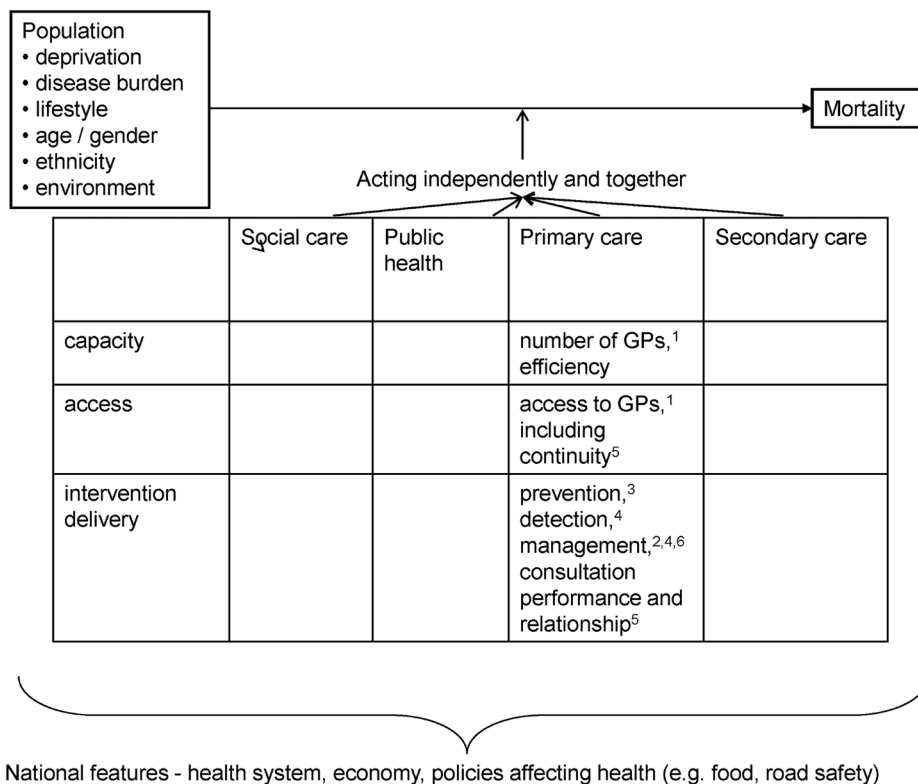 Population
• deprivation
• disease burden
• lifestyle
• age / gender
• ethnicity
• environment
Mortality
Acting independently and together
Social care
Public
health
Primary care
Secondary care
capacity
number of GPs,¹
efficiency
access
access to GPs,¹
including
continuity⁵
intervention
delivery
prevention,³
detection,⁴
management,²,⁴,⁶
consultation
performance and
relationship⁵
National features - health system, economy, policies affecting health (e.g. food, road safety)